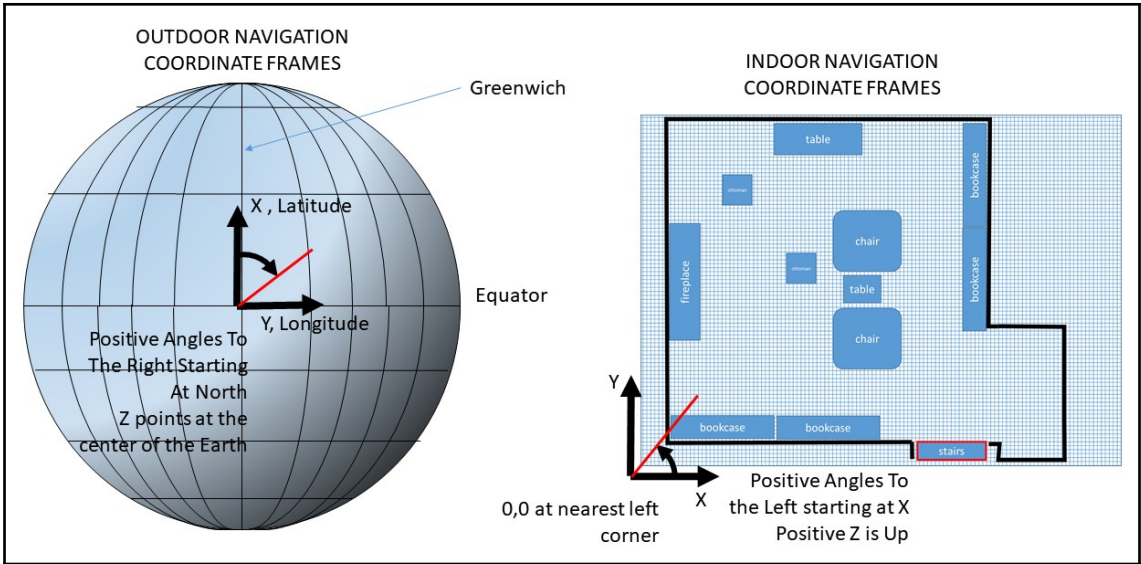 OUTDOOR NAVIGATION
COORDINATE FRAMES
Greenwich
X , Latitude
Equator
Y, Longitude
Positive Angles To
The Right Starting
At North
Z points at the
center of the Earth
INDOOR NAVIGATION
COORDINATE FRAMES
table
bookcase
ottoman
chair
fireplace
ottoman
table
bookcase
chair
Y
bookcase
bookcase
stairs
X
0,0 at nearest left
corner
Positive Angles To
the Left starting at X
Positive Z is Up